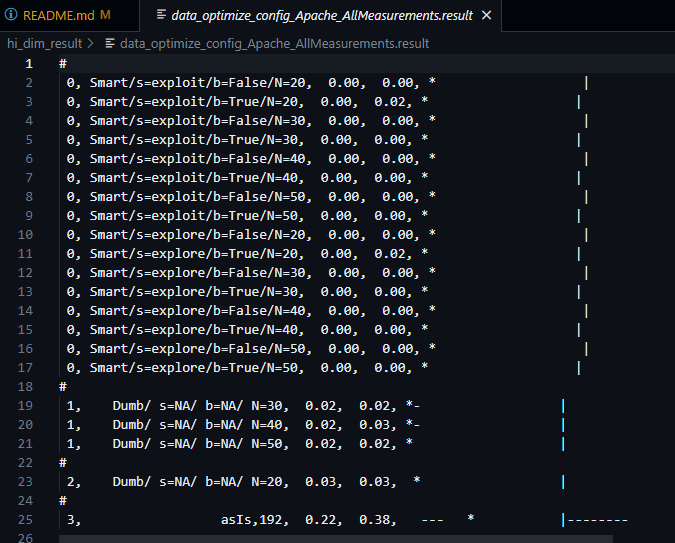 README.md M data_optimize_config_Apache_AllMeasurements.result
hi_dim_result > data_optimize_config_Apache_AllMeasurements.result
1 #
2 0, Smart/s=exploit/b=False/N=20, 0.00, 0.00, * |
3 0, Smart/s=exploit/b=True/N=20, 0.00, 0.02, * |
4 0, Smart/s=exploit/b=False/N=30, 0.00, 0.00, * |
5 0, Smart/s=exploit/b=True/N=30, 0.00, 0.00, * |
6 0, Smart/s=exploit/b=False/N=40, 0.00, 0.00, * |
7 0, Smart/s=exploit/b=True/N=40, 0.00, 0.00, * |
8 0, Smart/s=exploit/b=False/N=50, 0.00, 0.00, * |
9 0, Smart/s=exploit/b=True/N=50, 0.00, 0.00, * |
10 0, Smart/s=explore/b=False/N=20, 0.00, 0.00, * |
11 0, Smart/s=explore/b=True/N=20, 0.00, 0.02, * |
12 0, Smart/s=explore/b=False/N=30, 0.00, 0.00, * |
13 0, Smart/s=explore/b=True/N=30, 0.00, 0.00, * |
14 0, Smart/s=explore/b=False/N=40, 0.00, 0.00, * |
15 0, Smart/s=explore/b=True/N=40, 0.00, 0.00, * |
16 0, Smart/s=explore/b=False/N=50, 0.00, 0.00, * |
17 0, Smart/s=explore/b=True/N=50, 0.00, 0.00, * |
18 #
19 1, Dumb/ s=NA/ b=NA/ N=30, 0.02, 0.02, *- |
20 1, Dumb/ s=NA/ b=NA/ N=40, 0.02, 0.03, *- |
21 1, Dumb/ s=NA/ b=NA/ N=50, 0.02, 0.02, * |
22 #
23 2, Dumb/ s=NA/ b=NA/ N=20, 0.03, 0.03, * |
24 #
25 3, asIs,192, 0.22, 0.38, --- * |--------
26